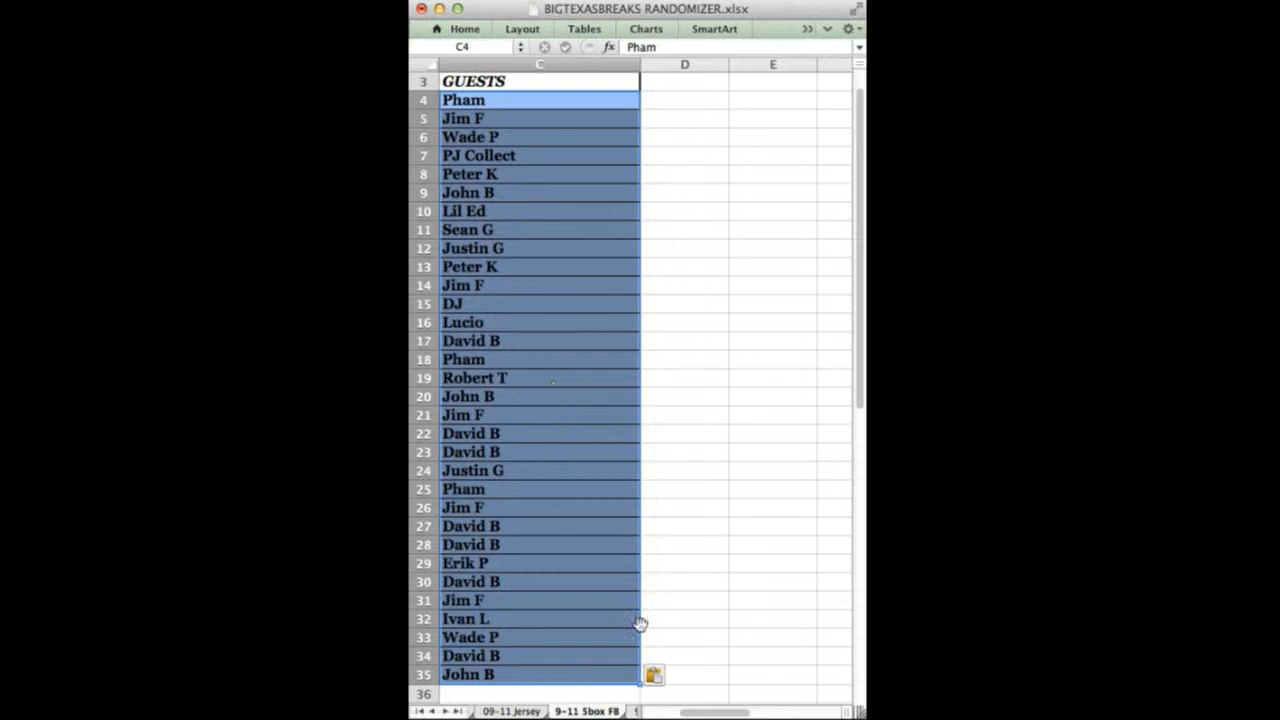 BIGTEXASBREAKS RANDOMIZER.xlsx
Home Layout Tables Charts SmartArt >>
C4 fx Pham
C D E
3 GUESTS
4 Pham
5 Jim F
6 Wade P
7 PJ Collect
8 Peter K
9 John B
10 Lil Ed
11 Sean G
12 Justin G
13 Peter K
14 Jim F
15 DJ
16 Lucio
17 David B
18 Pham
19 Robert T
20 John B
21 Jim F
22 David B
23 David B
24 Justin G
25 Pham
26 Jim F
27 David B
28 David B
29 Erik P
30 David B
31 Jim F
32 Ivan L
33 Wade P
34 David B
35 John B
36
09-11 Jersey 9-11 5box FB